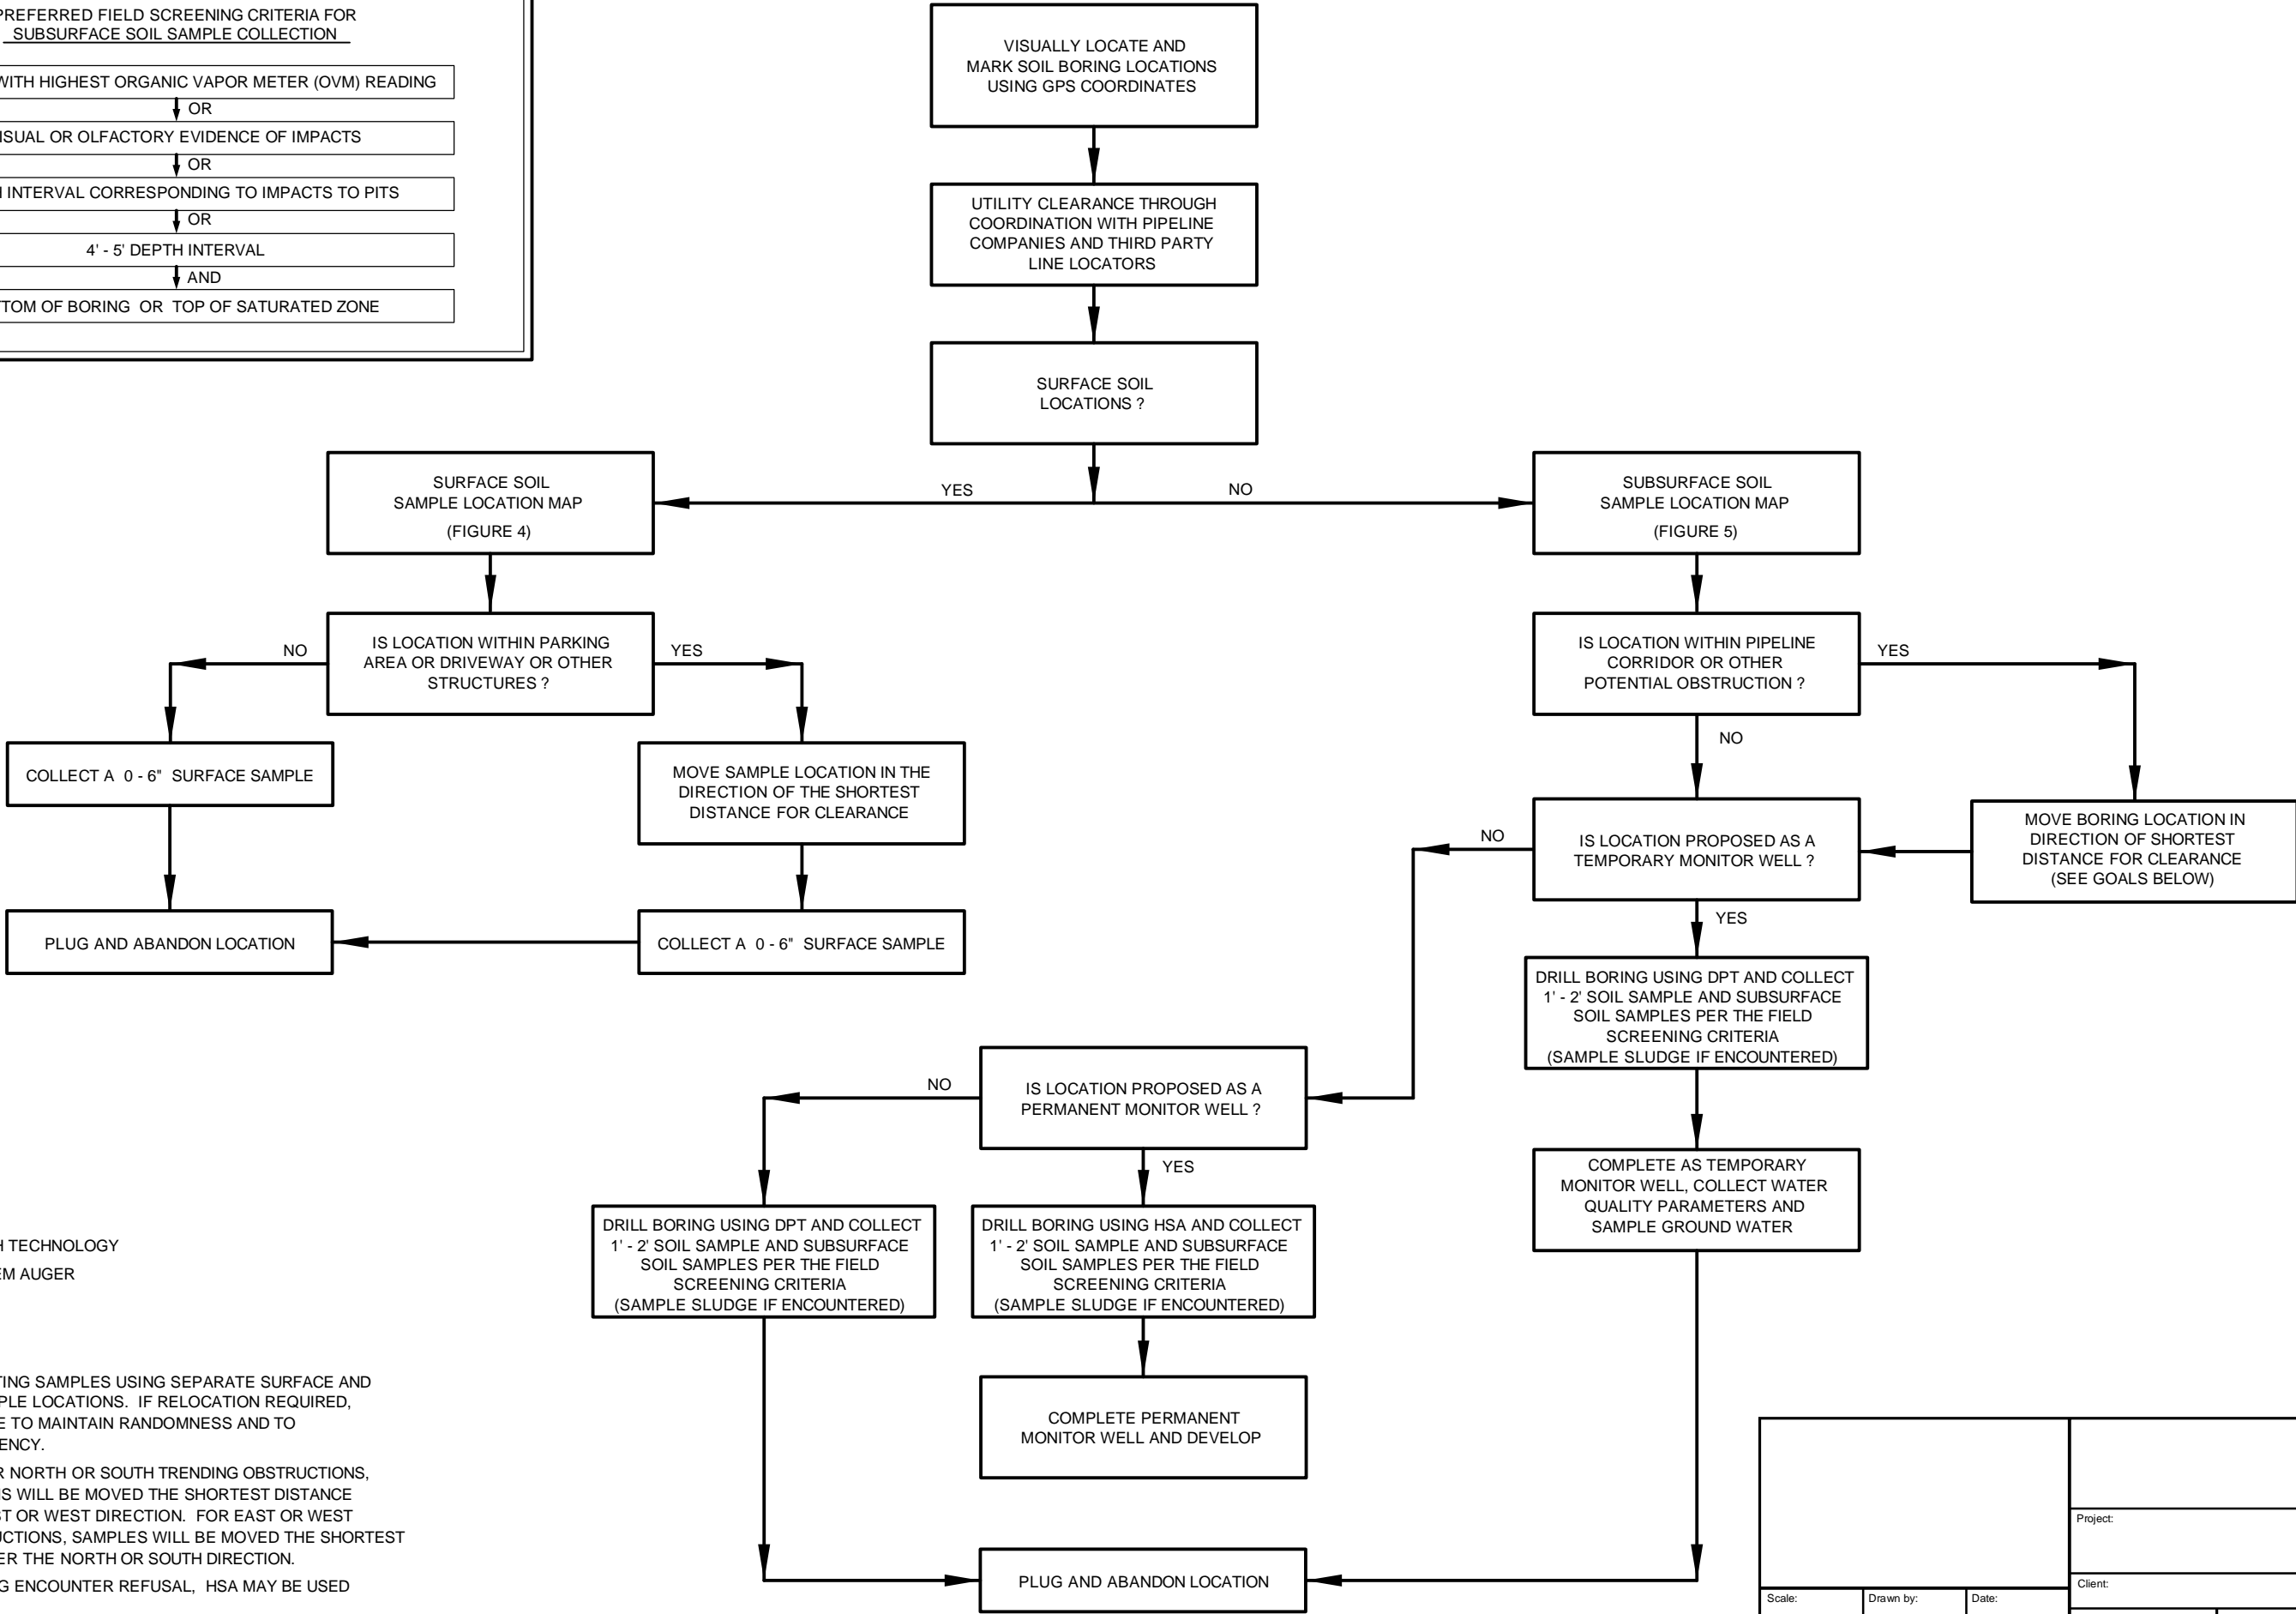 PREFERRED FIELD SCREENING CRITERIA FOR
SUBSURFACE SOIL SAMPLE COLLECTION
WITH HIGHEST ORGANIC VAPOR METER (OVM) READING
OR
VISUAL OR OLFACTORY EVIDENCE OF IMPACTS
OR
INTERVAL CORRESPONDING TO IMPACTS TO PITS
OR
4' - 5' DEPTH INTERVAL
AND
BOTTOM OF BORING OR TOP OF SATURATED ZONE
VISUALLY LOCATE AND
MARK SOIL BORING LOCATIONS
USING GPS COORDINATES
UTILITY CLEARANCE THROUGH
COORDINATION WITH PIPELINE
COMPANIES AND THIRD PARTY
LINE LOCATORS
SURFACE SOIL
LOCATIONS ?
YES
NO
SURFACE SOIL
SAMPLE LOCATION MAP
(FIGURE 4)
SUBSURFACE SOIL
SAMPLE LOCATION MAP
(FIGURE 5)
NO
IS LOCATION WITHIN PARKING
AREA OR DRIVEWAY OR OTHER
STRUCTURES ?
YES
IS LOCATION WITHIN PIPELINE
CORRIDOR OR OTHER
POTENTIAL OBSTRUCTION ?
YES
NO
COLLECT A 0 - 6" SURFACE SAMPLE
MOVE SAMPLE LOCATION IN THE
DIRECTION OF THE SHORTEST
DISTANCE FOR CLEARANCE
NO
IS LOCATION PROPOSED AS A
TEMPORARY MONITOR WELL ?
MOVE BORING LOCATION IN
DIRECTION OF SHORTEST
DISTANCE FOR CLEARANCE
(SEE GOALS BELOW)
YES
PLUG AND ABANDON LOCATION
COLLECT A 0 - 6" SURFACE SAMPLE
DRILL BORING USING DPT AND COLLECT
1' - 2' SOIL SAMPLE AND SUBSURFACE
SOIL SAMPLES PER THE FIELD
SCREENING CRITERIA
(SAMPLE SLUDGE IF ENCOUNTERED)
NO
IS LOCATION PROPOSED AS A
PERMANENT MONITOR WELL ?
YES
COMPLETE AS TEMPORARY
MONITOR WELL, COLLECT WATER
QUALITY PARAMETERS AND
SAMPLE GROUND WATER
DRILL BORING USING DPT AND COLLECT
1' - 2' SOIL SAMPLE AND SUBSURFACE
SOIL SAMPLES PER THE FIELD
SCREENING CRITERIA
(SAMPLE SLUDGE IF ENCOUNTERED)
DRILL BORING USING HSA AND COLLECT
1' - 2' SOIL SAMPLE AND SUBSURFACE
SOIL SAMPLES PER THE FIELD
SCREENING CRITERIA
(SAMPLE SLUDGE IF ENCOUNTERED)
TECHNOLOGY
AUGER
COMPLETE PERMANENT
MONITOR WELL AND DEVELOP
SAMPLES USING SEPARATE SURFACE AND
LOCATIONS. IF RELOCATION REQUIRED,
TO MAINTAIN RANDOMNESS AND TO
NORTH OR SOUTH TRENDING OBSTRUCTIONS,
WILL BE MOVED THE SHORTEST DISTANCE
OR WEST DIRECTION. FOR EAST OR WEST
SAMPLES WILL BE MOVED THE SHORTEST
THE NORTH OR SOUTH DIRECTION.
ENCOUNTER REFUSAL, HSA MAY BE USED
PLUG AND ABANDON LOCATION
Project:
Client:
Scale:
Drawn by:
Date: